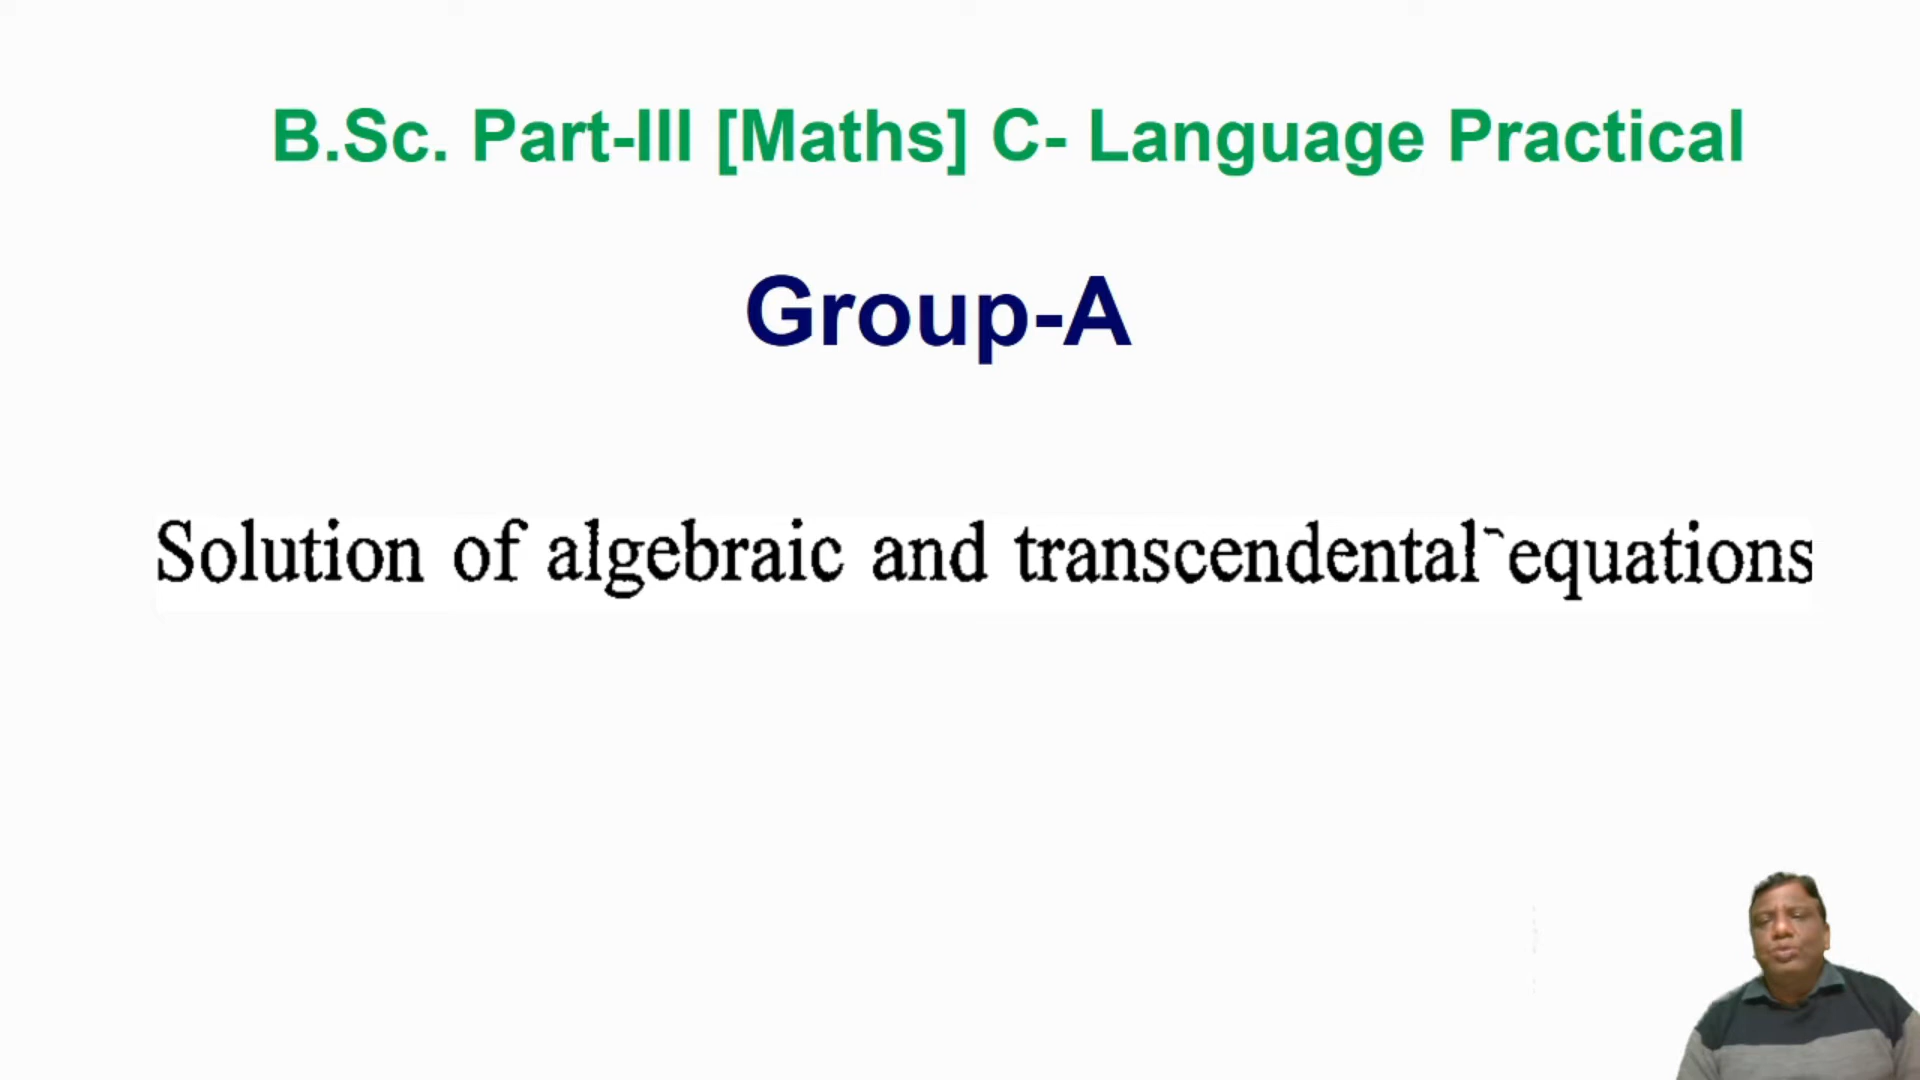 B.Sc. Part-III [Maths] C- Language Practical
Group-A
Solution of algebraic and transcendental equations